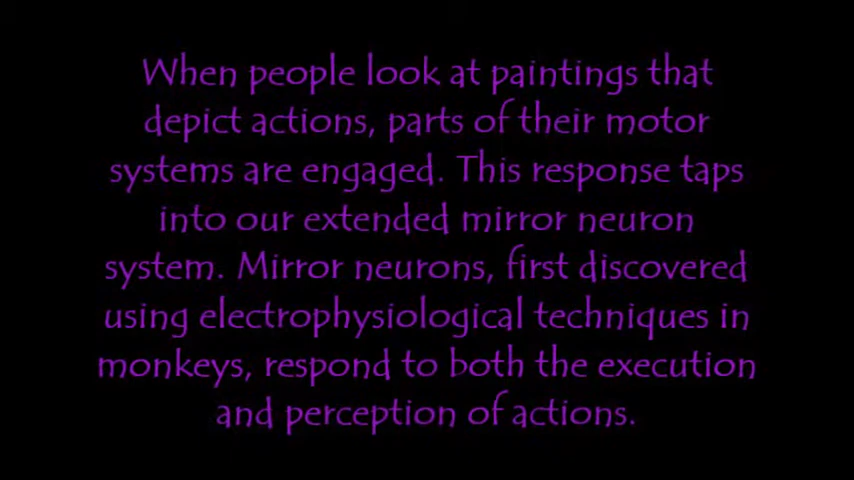 When people look at paintings that
depict actions, parts of their motor
systems are engaged. This response taps
into our extended mirror neuron
system. Mirror neurons, first discovered
using electrophysiological techniques in
monkeys, respond to both the execution
and perception of actions.